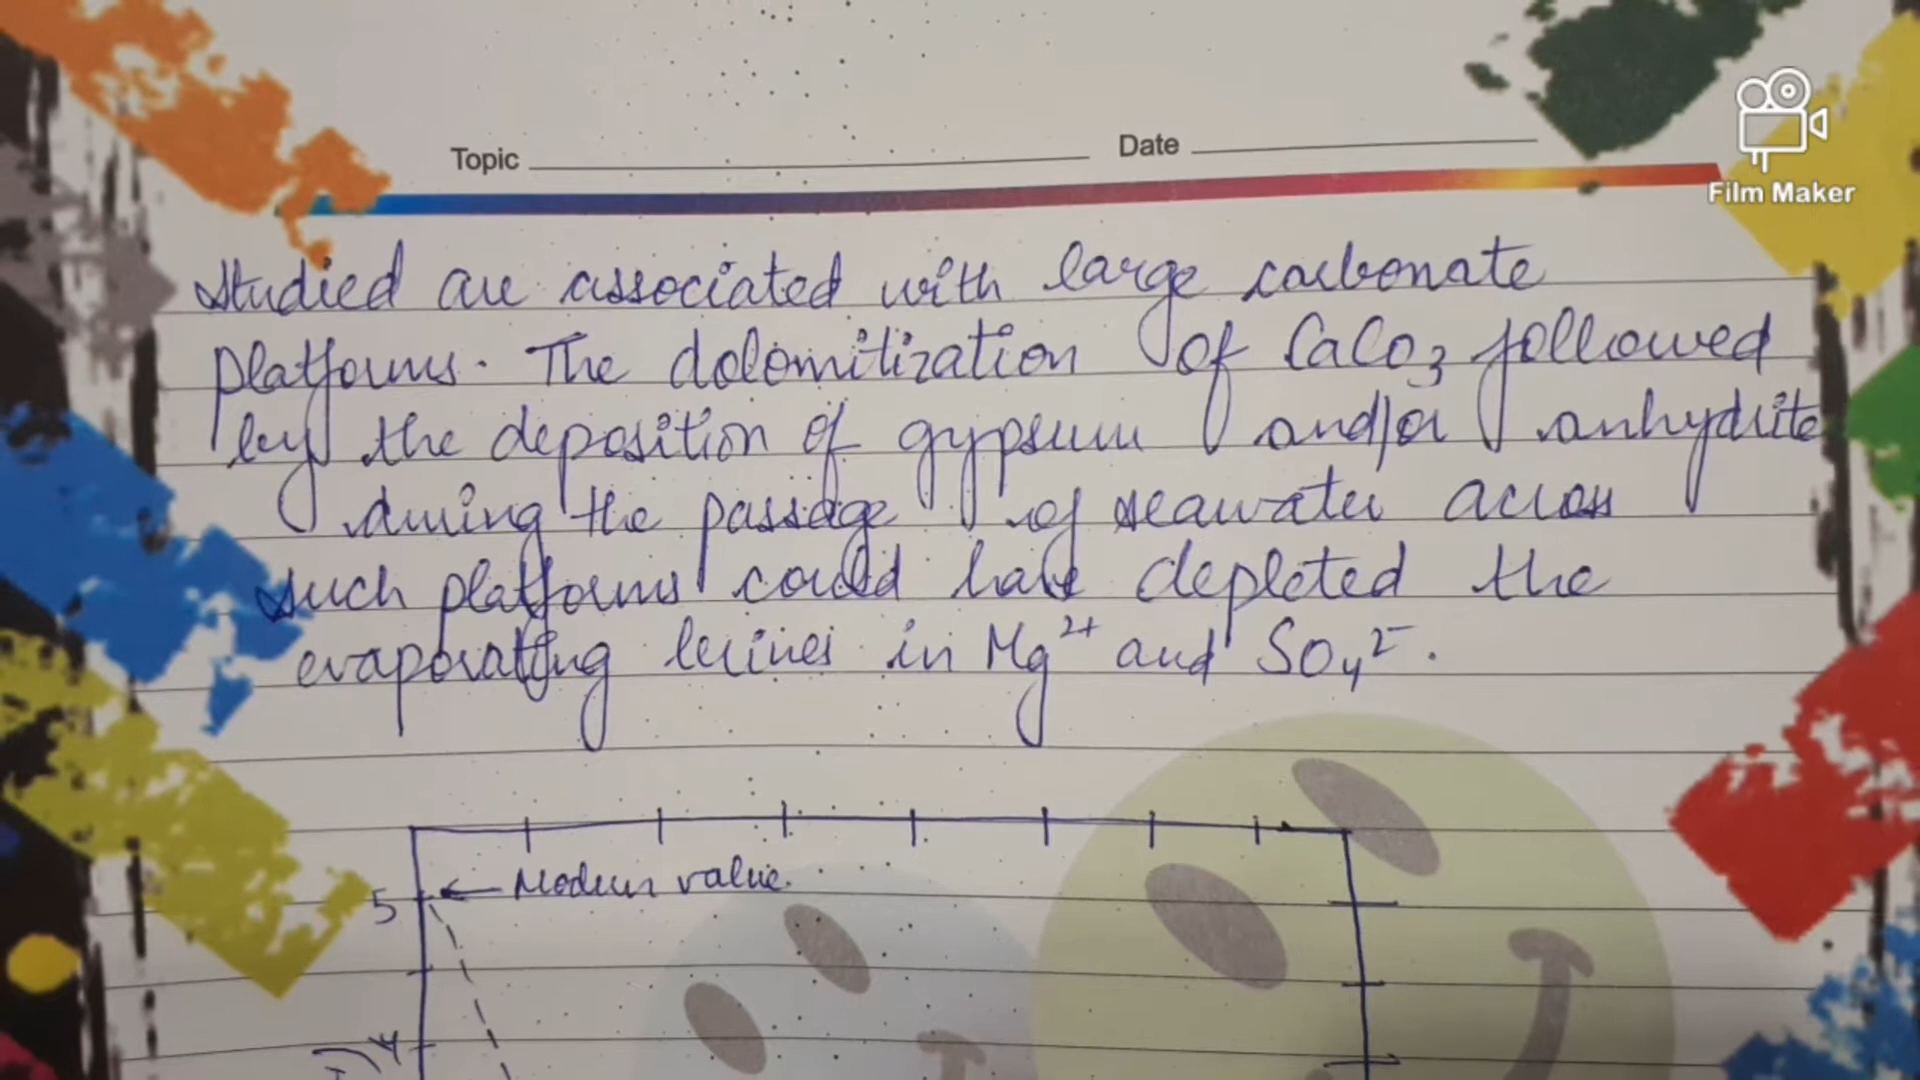 Topic Date
Film Maker
studied are associated with large carbonate
platforms. The dolomitization of CaCO3 followed
by the deposition of gypsum and/or anhydrite
during the passage of seawater across
such platforms could have depleted the
evaporating brines in Mg²⁺ and SO₄²⁻.
← Modern value.
5
4